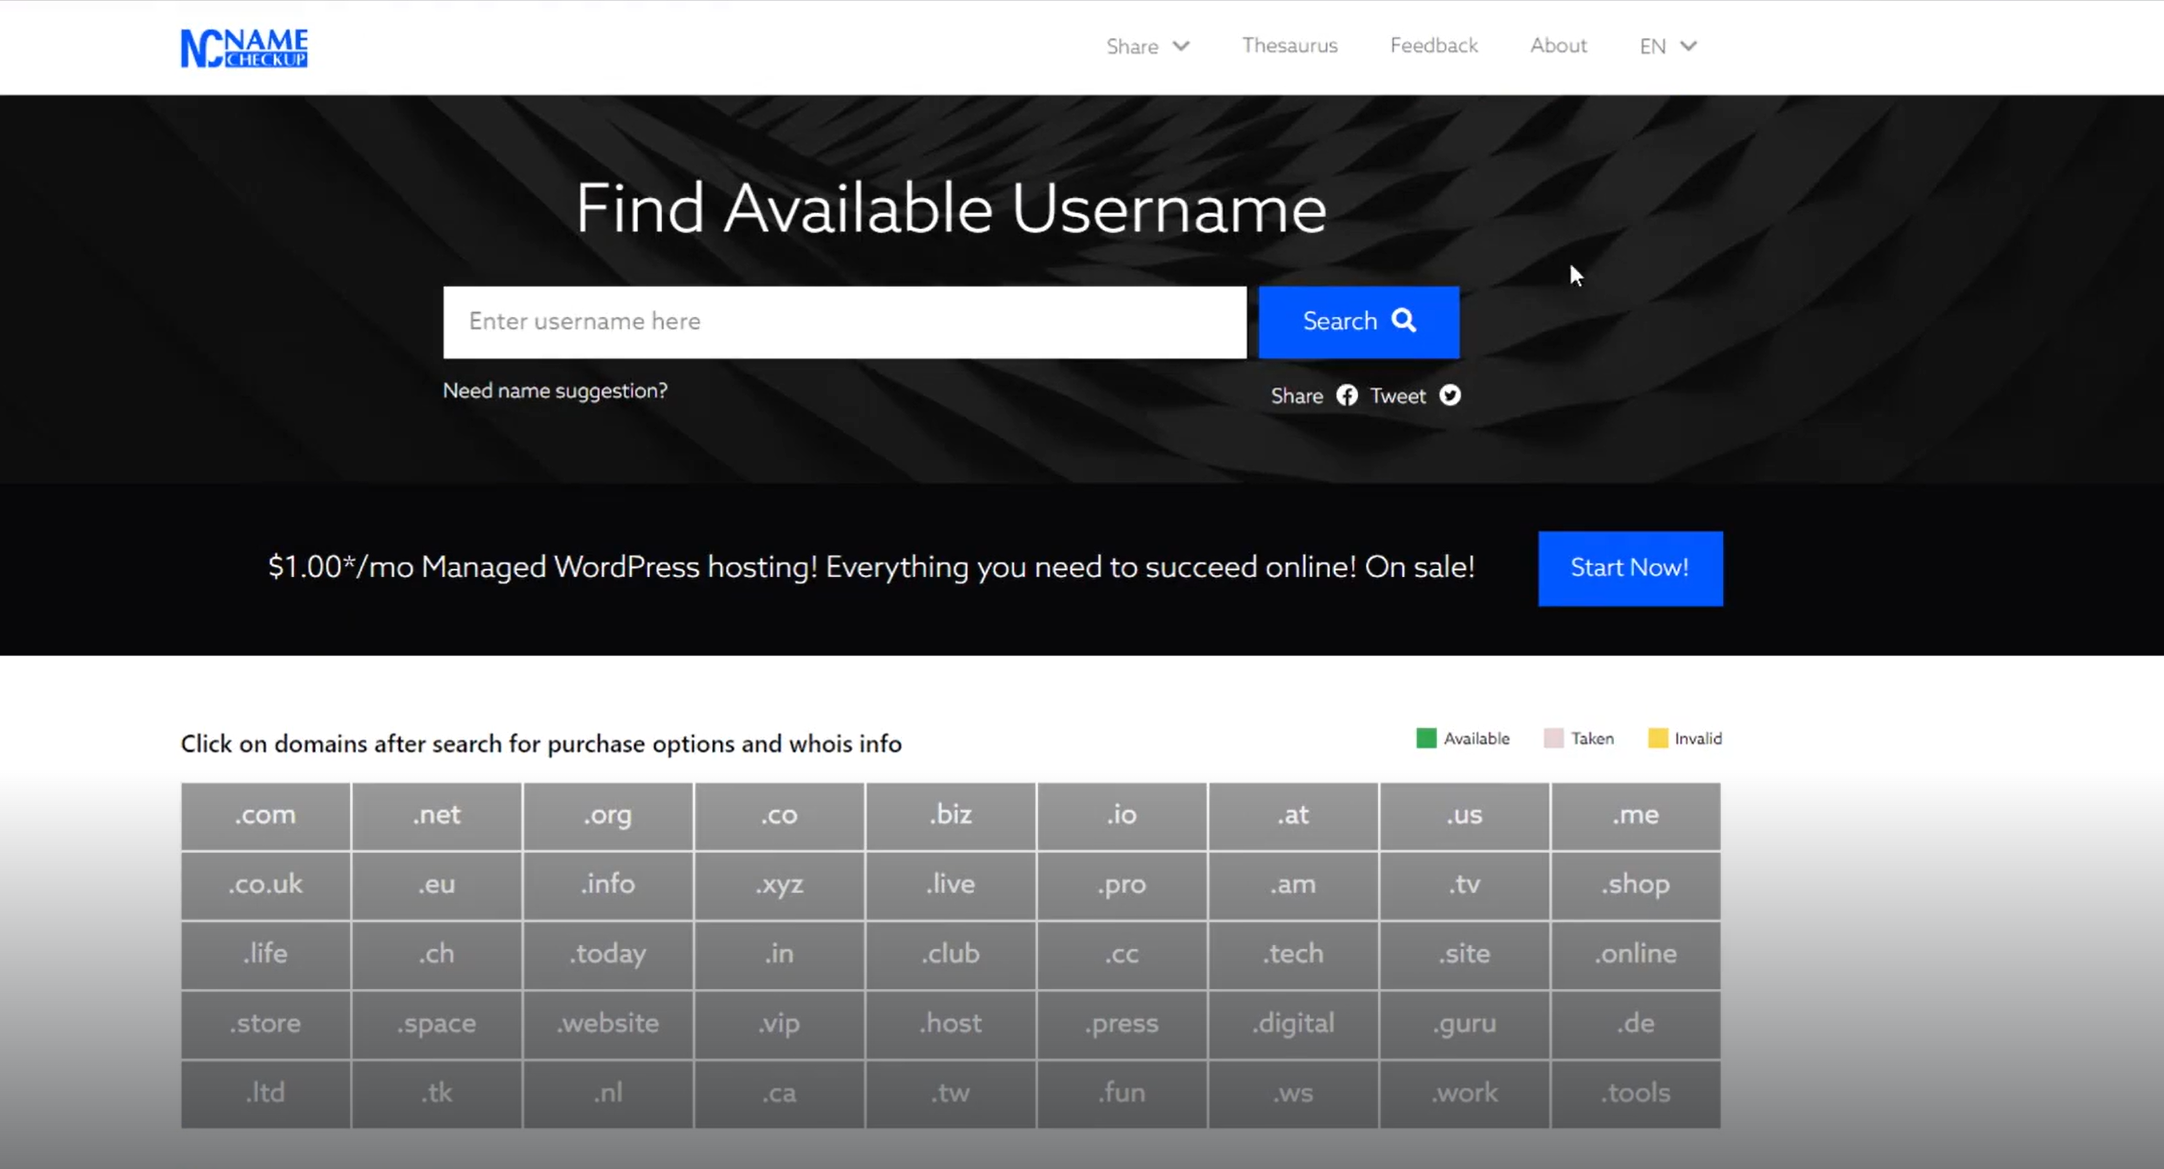 NC NAME CHECKUP
Share Thesaurus Feedback About EN
Find Available Username
Enter username here
Search
Need name suggestion?
Share Tweet
$1.00*/mo Managed WordPress hosting! Everything you need to succeed online! On sale!
Start Now!
Click on domains after search for purchase options and whois info
Available Taken Invalid
.com .net .org .co .biz .io .at .us .me
.co.uk .eu .info .xyz .live .pro .am .tv .shop
.life .ch .today .in .club .cc .tech .site .online
.store .space .website .vip .host .press .digital .guru .de
.ltd .tk .nl .ca .tw .fun .ws .work .tools